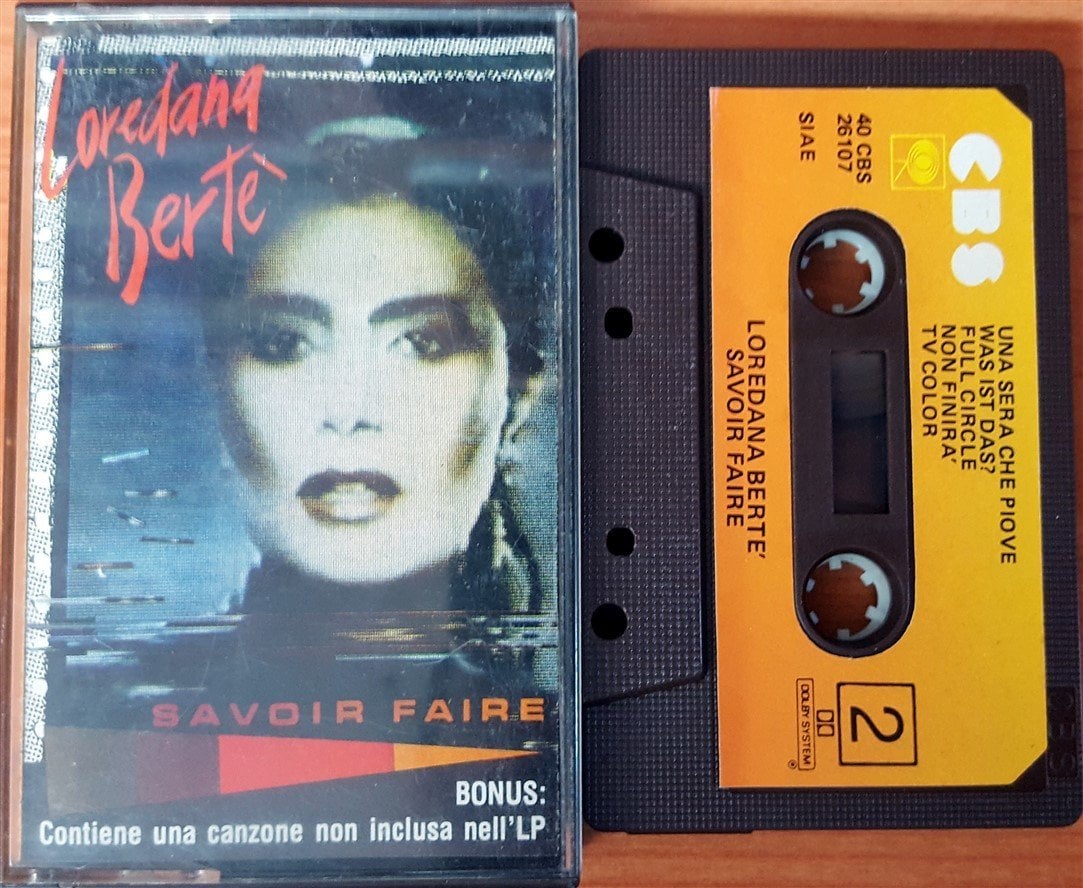 Loredana
Bertè
SAVOIR FAIRE
BONUS:
Contiene una canzone non inclusa nell'LP
CBS
40 CBS
26107
SIAE
UNA SERA CHE PIOVE
WAS IST DAS?
FULL CIRCLE
NON FINIRA'
TV COLOR
LOREDANA BERTE'
SAVOIR FAIRE
2
DOLBY SYSTEM
®